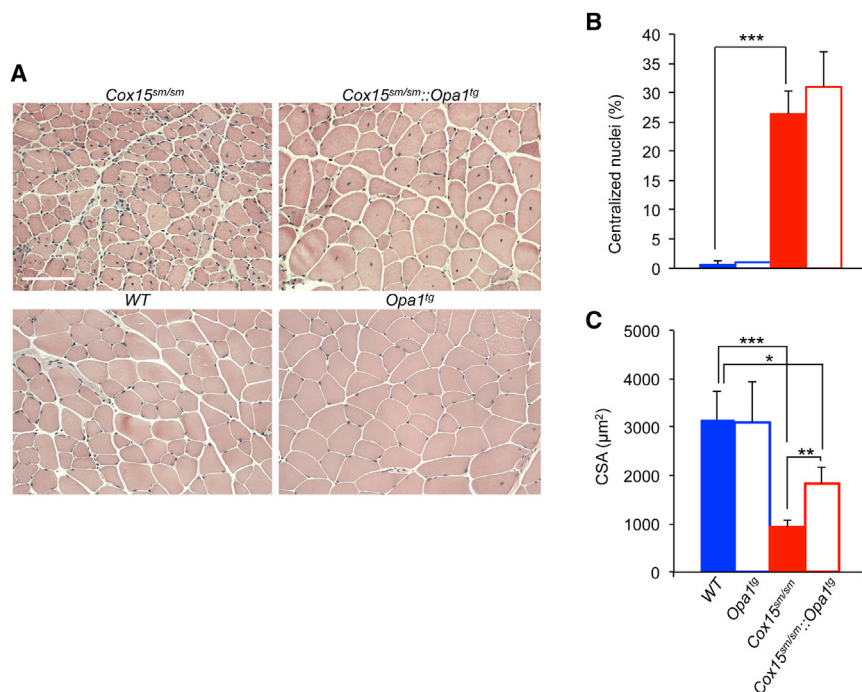 A
Cox15sm/sm
Cox15sm/sm::Opa1tg
WT
Opa1tg
B
Centralized nuclei (%)
40
35
30
25
20
15
10
5
0
***
C
CSA (µm²)
5000
4000
3000
2000
1000
0
***
*
**
WT
Opa1tg
Cox15sm/sm
Cox15sm/sm::Opa1tg